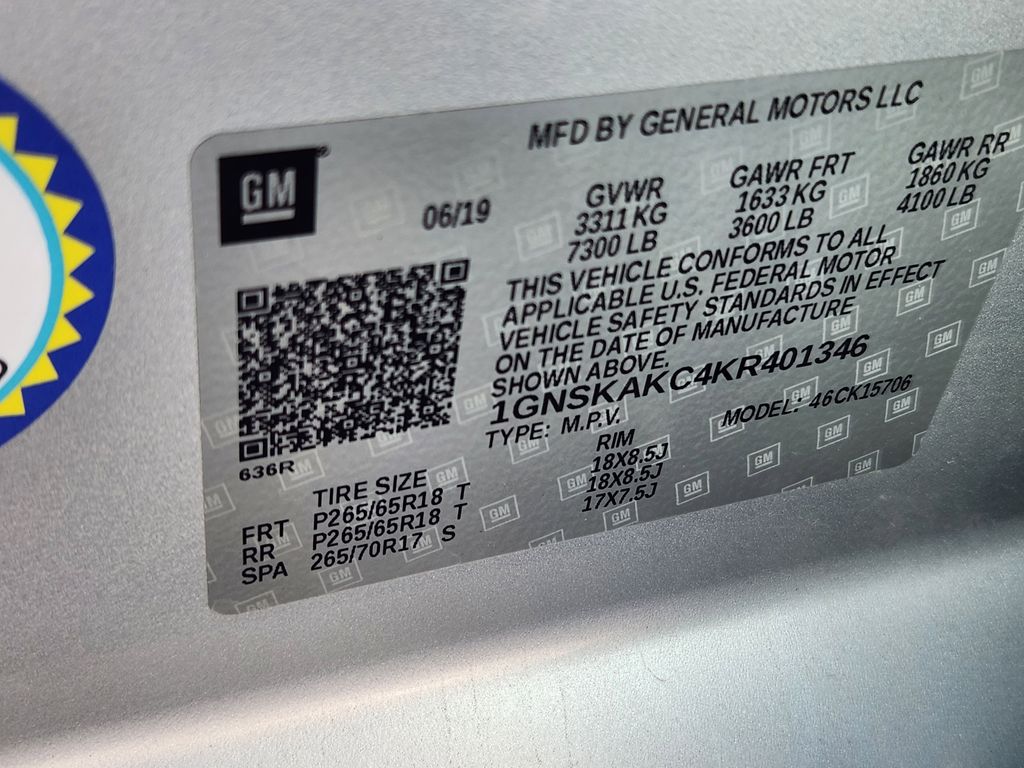 MFD BY GENERAL MOTORS LLC
GM
06/19
GVWR
3311 KG
7300 LB
GAWR FRT
1633 KG
3600 LB
GAWR RR
1860 KG
4100 LB
THIS VEHICLE CONFORMS TO ALL
APPLICABLE U.S. FEDERAL MOTOR
VEHICLE SAFETY STANDARDS IN EFFECT
ON THE DATE OF MANUFACTURE
SHOWN ABOVE.
1GNSKAKC4KR401346
TYPE: M.P.V.
MODEL: 46CK15706
636R
TIRE SIZE
RIM
FRT P265/65R18 T 18X8.5J
RR P265/65R18 T 18X8.5J
SPA 265/70R17 S 17X7.5J